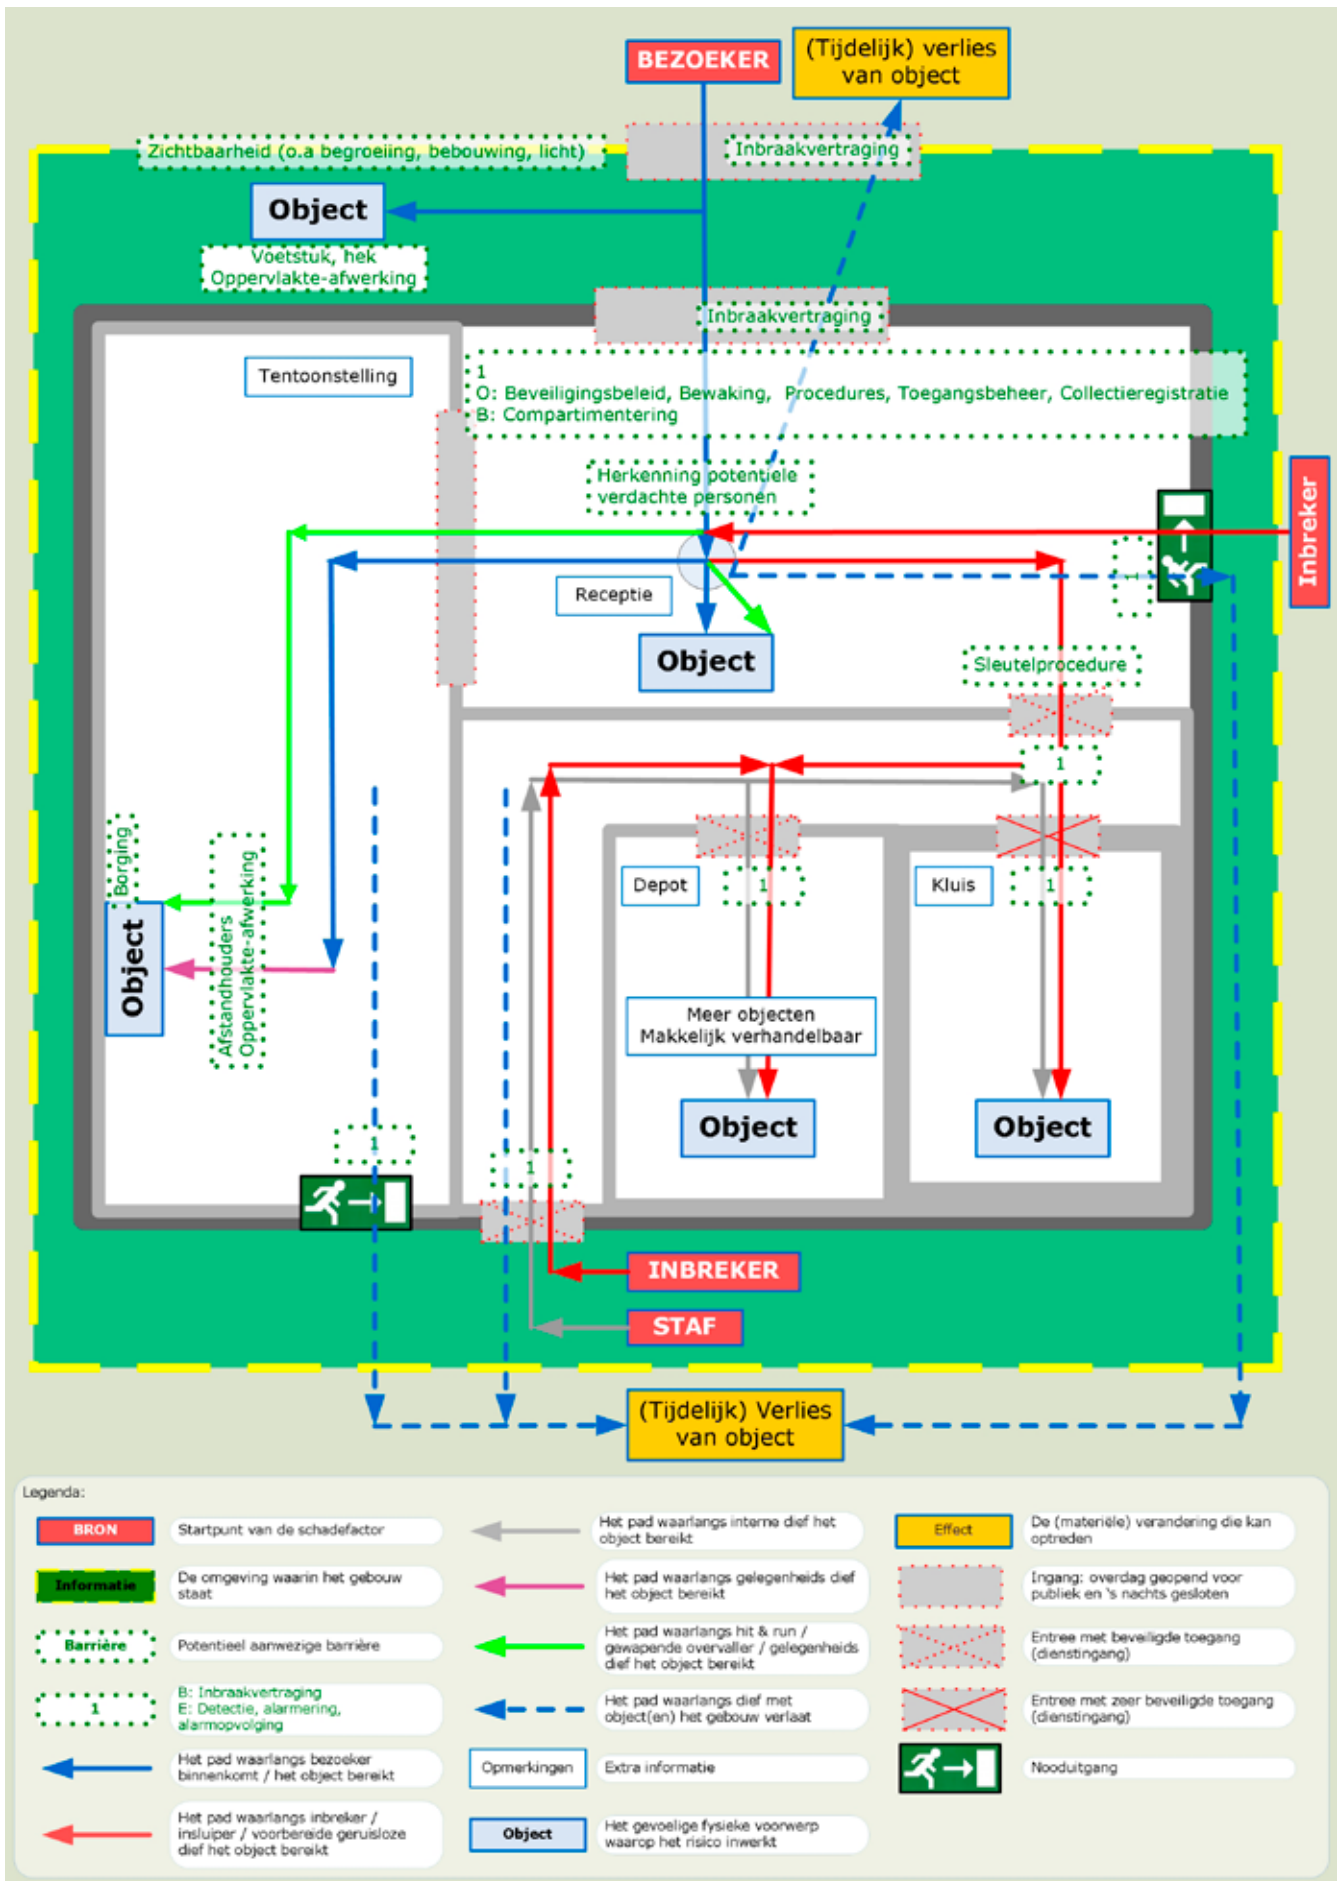 BEZOEKER
(Tijdelijk) verlies
van object
Zichtbaarheid (o.a begroeiing, bebouwing, licht)
Inbraakvertraging
Object
Voetstuk, hek
Oppervlakte-afwerking
Inbraakvertraging
Tentoonstelling
1
O: Beveiligingsbeleid, Bewaking, Procedures, Toegangsbeheer, Collectieregistratie
B: Compartimentering
Herkenning potentiele
verdachte personen
Inbreker
1
Receptie
Object
Sleutelprocedure
1
Borging
Afstandhouders
Oppervlakte-afwerking
Object
Depot
1
Kluis
1
Meer objecten
Makkelijk verhandelbaar
Object
Object
1
1
INBREKER
STAF
(Tijdelijk) Verlies
van object
Legenda:
BRON
Startpunt van de schadefactor
Informatie
De omgeving waarin het gebouw
staat
Barrière
Potentieel aanwezige barrière
1
B: Inbraakvertraging
E: Detectie, alarmering,
alarmopvolging
Het pad waarlangs bezoeker
binnenkomt / het object bereikt
Het pad waarlangs inbreker /
insluiper / voorbereide geruisloze
dief het object bereikt
Het pad waarlangs interne dief het
object bereikt
Het pad waarlangs gelegenheids dief
het object bereikt
Het pad waarlangs hit & run /
gewapende overvaller / gelegenheids
dief het object bereikt
Het pad waarlangs dief met
object(en) het gebouw verlaat
Opmerkingen
Extra informatie
Object
Het gevoelige fysieke voorwerp
waarop het risico inwerkt
Effect
De (materiële) verandering die kan
optreden
Ingang: overdag geopend voor
publiek en 's nachts gesloten
Entree met beveiligde toegang
(dienstingang)
Entree met zeer beveiligde toegang
(dienstingang)
Nooduitgang